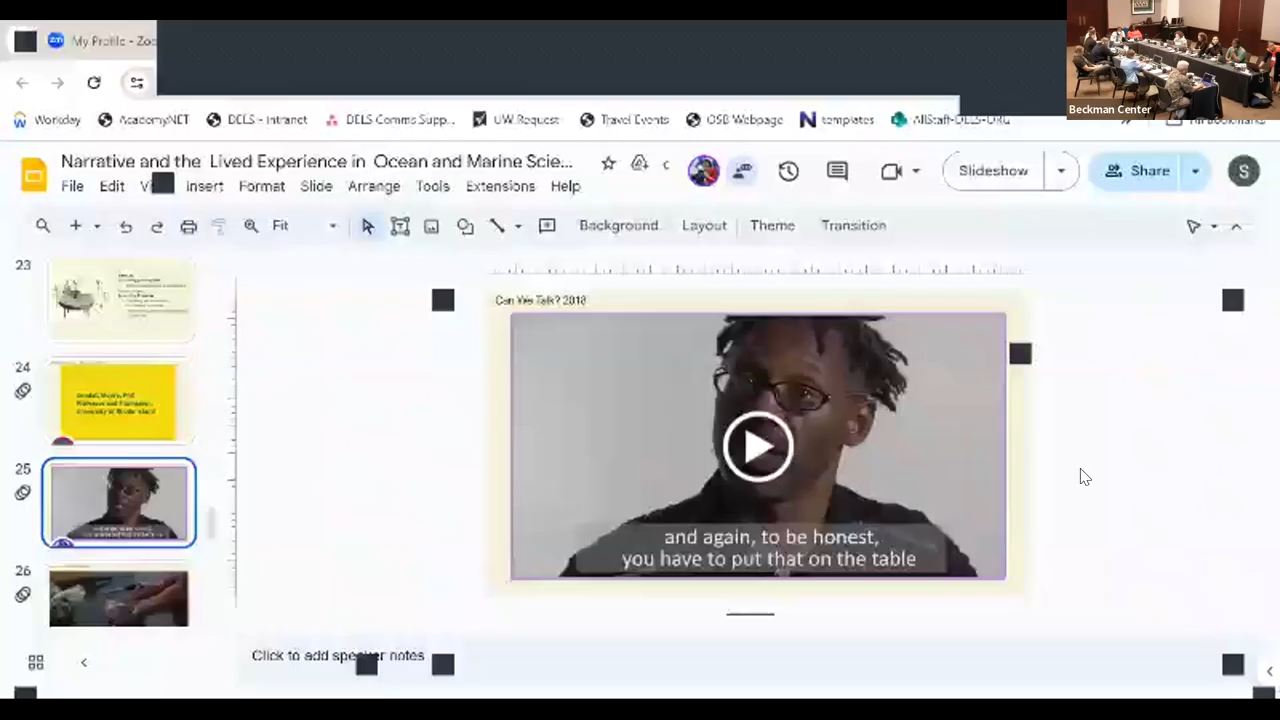 My Profile - Zoo
Beckman Center
Workday
AcademyNET
DELS - Intranet
DELS Comms Supp...
UW Request
Travel Events
OSB Webpage
templates
AllStaff-DELS-ORG
Narrative and the Lived Experience in Ocean and Marine Scie...
Slideshow
Share
S
File Edit Insert Format Slide Arrange Tools Extensions Help
Fit
Background
Layout
Theme
Transition
23
24
25
26
Can We Talk? 2018
and again, to be honest,
you have to put that on the table
Click to add speaker notes